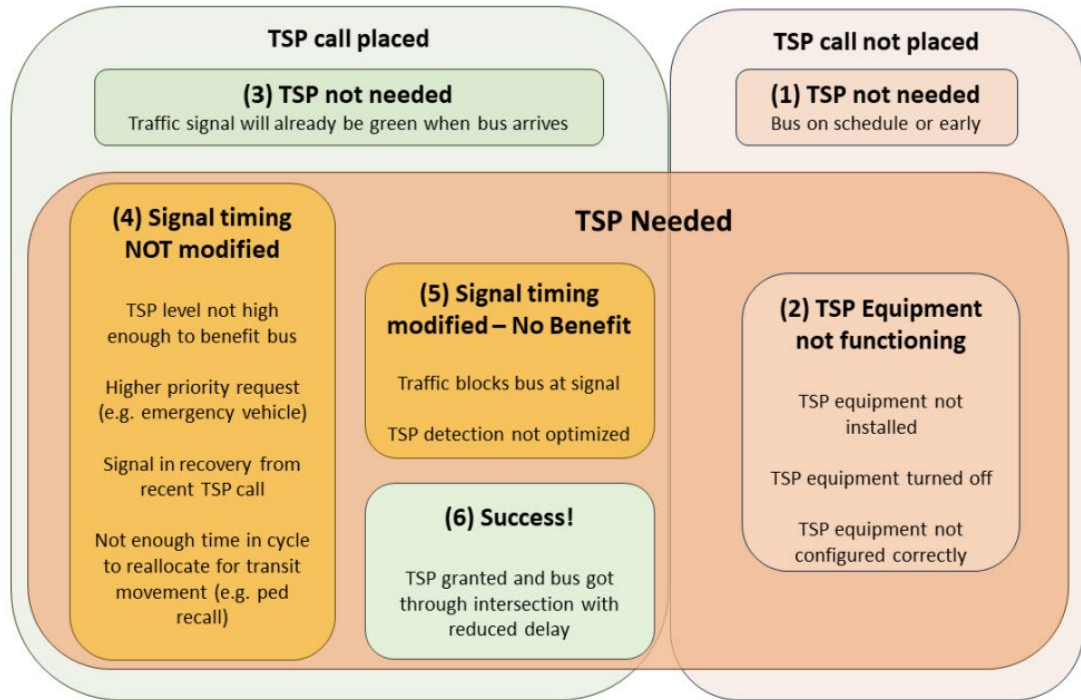 TSP call placed
TSP call not placed
(3) TSP not needed
Traffic signal will already be green when bus arrives
(1) TSP not needed
Bus on schedule or early
TSP Needed
(4) Signal timing
NOT modified
TSP level not high
enough to benefit bus
Higher priority request
(e.g. emergency vehicle)
Signal in recovery from
recent TSP call
Not enough time in cycle
to reallocate for transit
movement (e.g. ped
recall)
(5) Signal timing
modified – No Benefit
Traffic blocks bus at signal
TSP detection not optimized
(6) Success!
TSP granted and bus got
through intersection with
reduced delay
(2) TSP Equipment
not functioning
TSP equipment not
installed
TSP equipment turned off
TSP equipment not
configured correctly